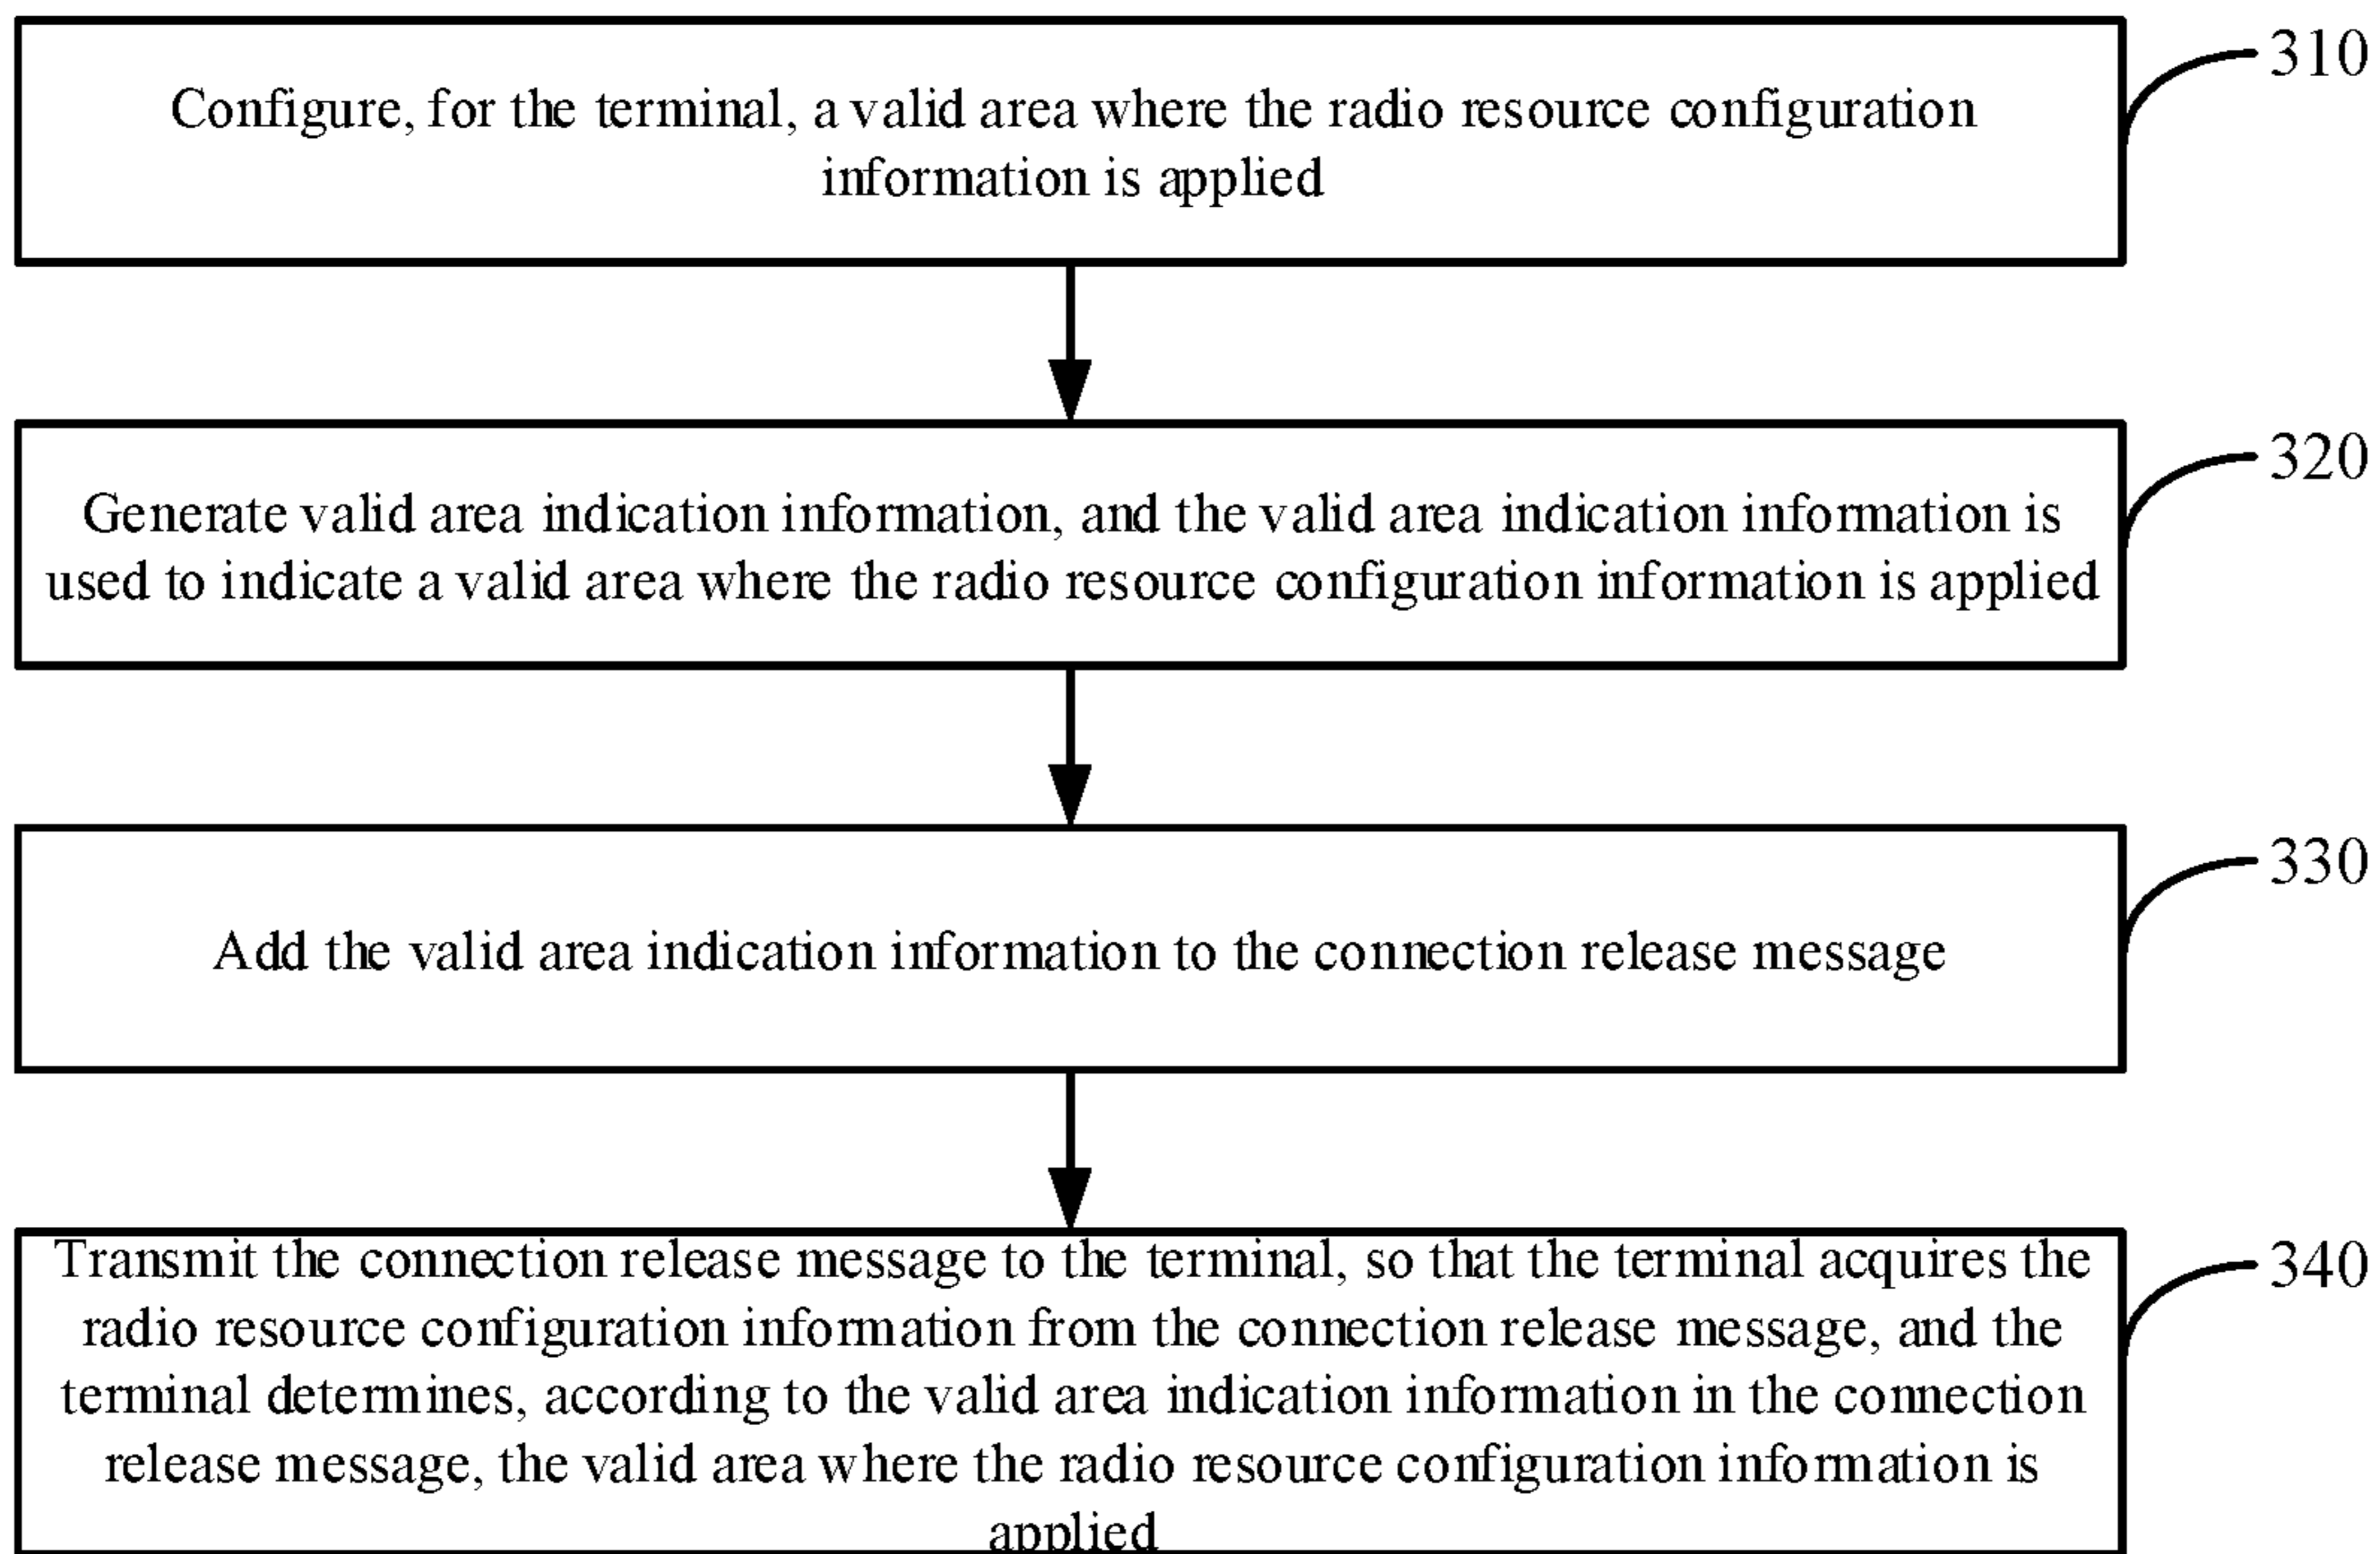 310
Configure, for the terminal, a valid area where the radio resource configuration
information is applied
320
Generate valid area indication information, and the valid area indication information is
used to indicate a valid area where the radio resource configuration information is applied
330
Add the valid area indication information to the connection release message
340
Transmit the connection release message to the terminal, so that the terminal acquires the
radio resource configuration information from the connection release message, and the
terminal determines, according to the valid area indication information in the connection
release message, the valid area where the radio resource configuration information is
applied